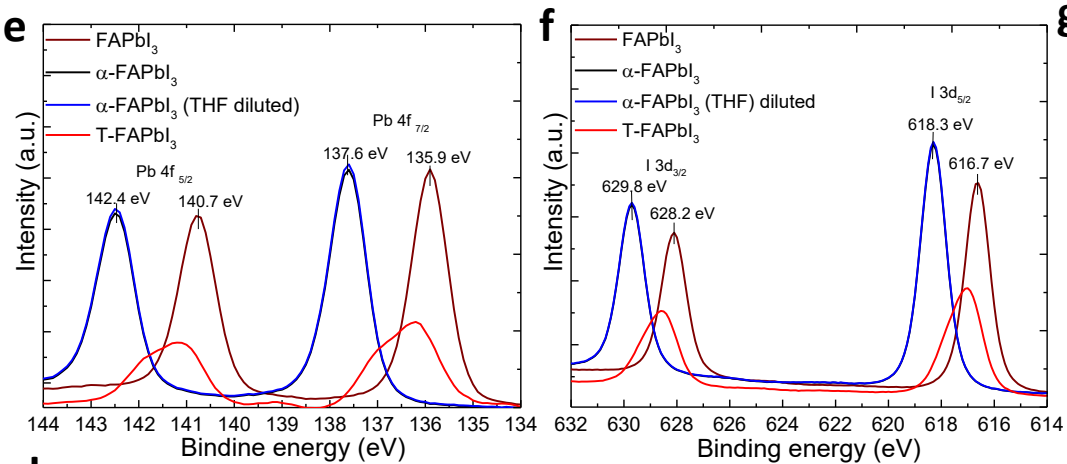 e
FAPbI3
α-FAPbI3
α-FAPbI3 (THF diluted)
T-FAPbI3
Pb 4f 7/2
137.6 eV
135.9 eV
Pb 4f 5/2
142.4 eV
140.7 eV
Intensity (a.u.)
144 143 142 141 140 139 138 137 136 135 134
Bindine energy (eV)
f
FAPbI3
α-FAPbI3
α-FAPbI3 (THF) diluted
T-FAPbI3
I 3d5/2
618.3 eV
616.7 eV
I 3d3/2
629.8 eV
628.2 eV
Intensity (a.u.)
632 630 628 626 624 622 620 618 616 614
Binding energy (eV)
g